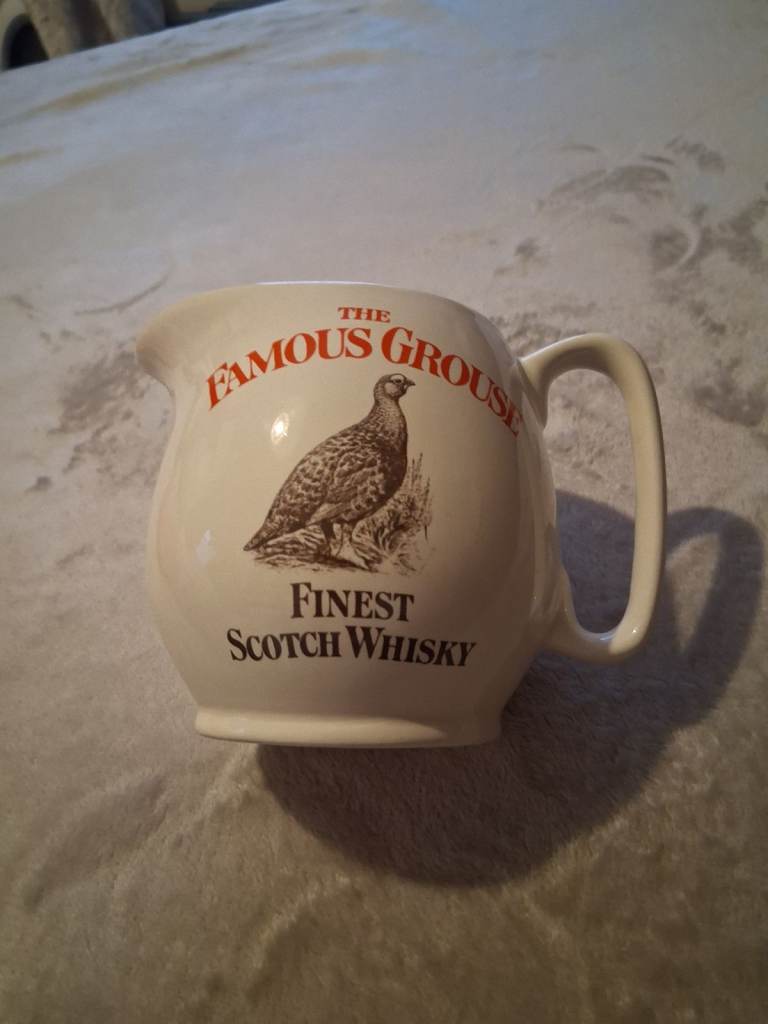 THE
FAMOUS GROUSE
FINEST
SCOTCH WHISKY